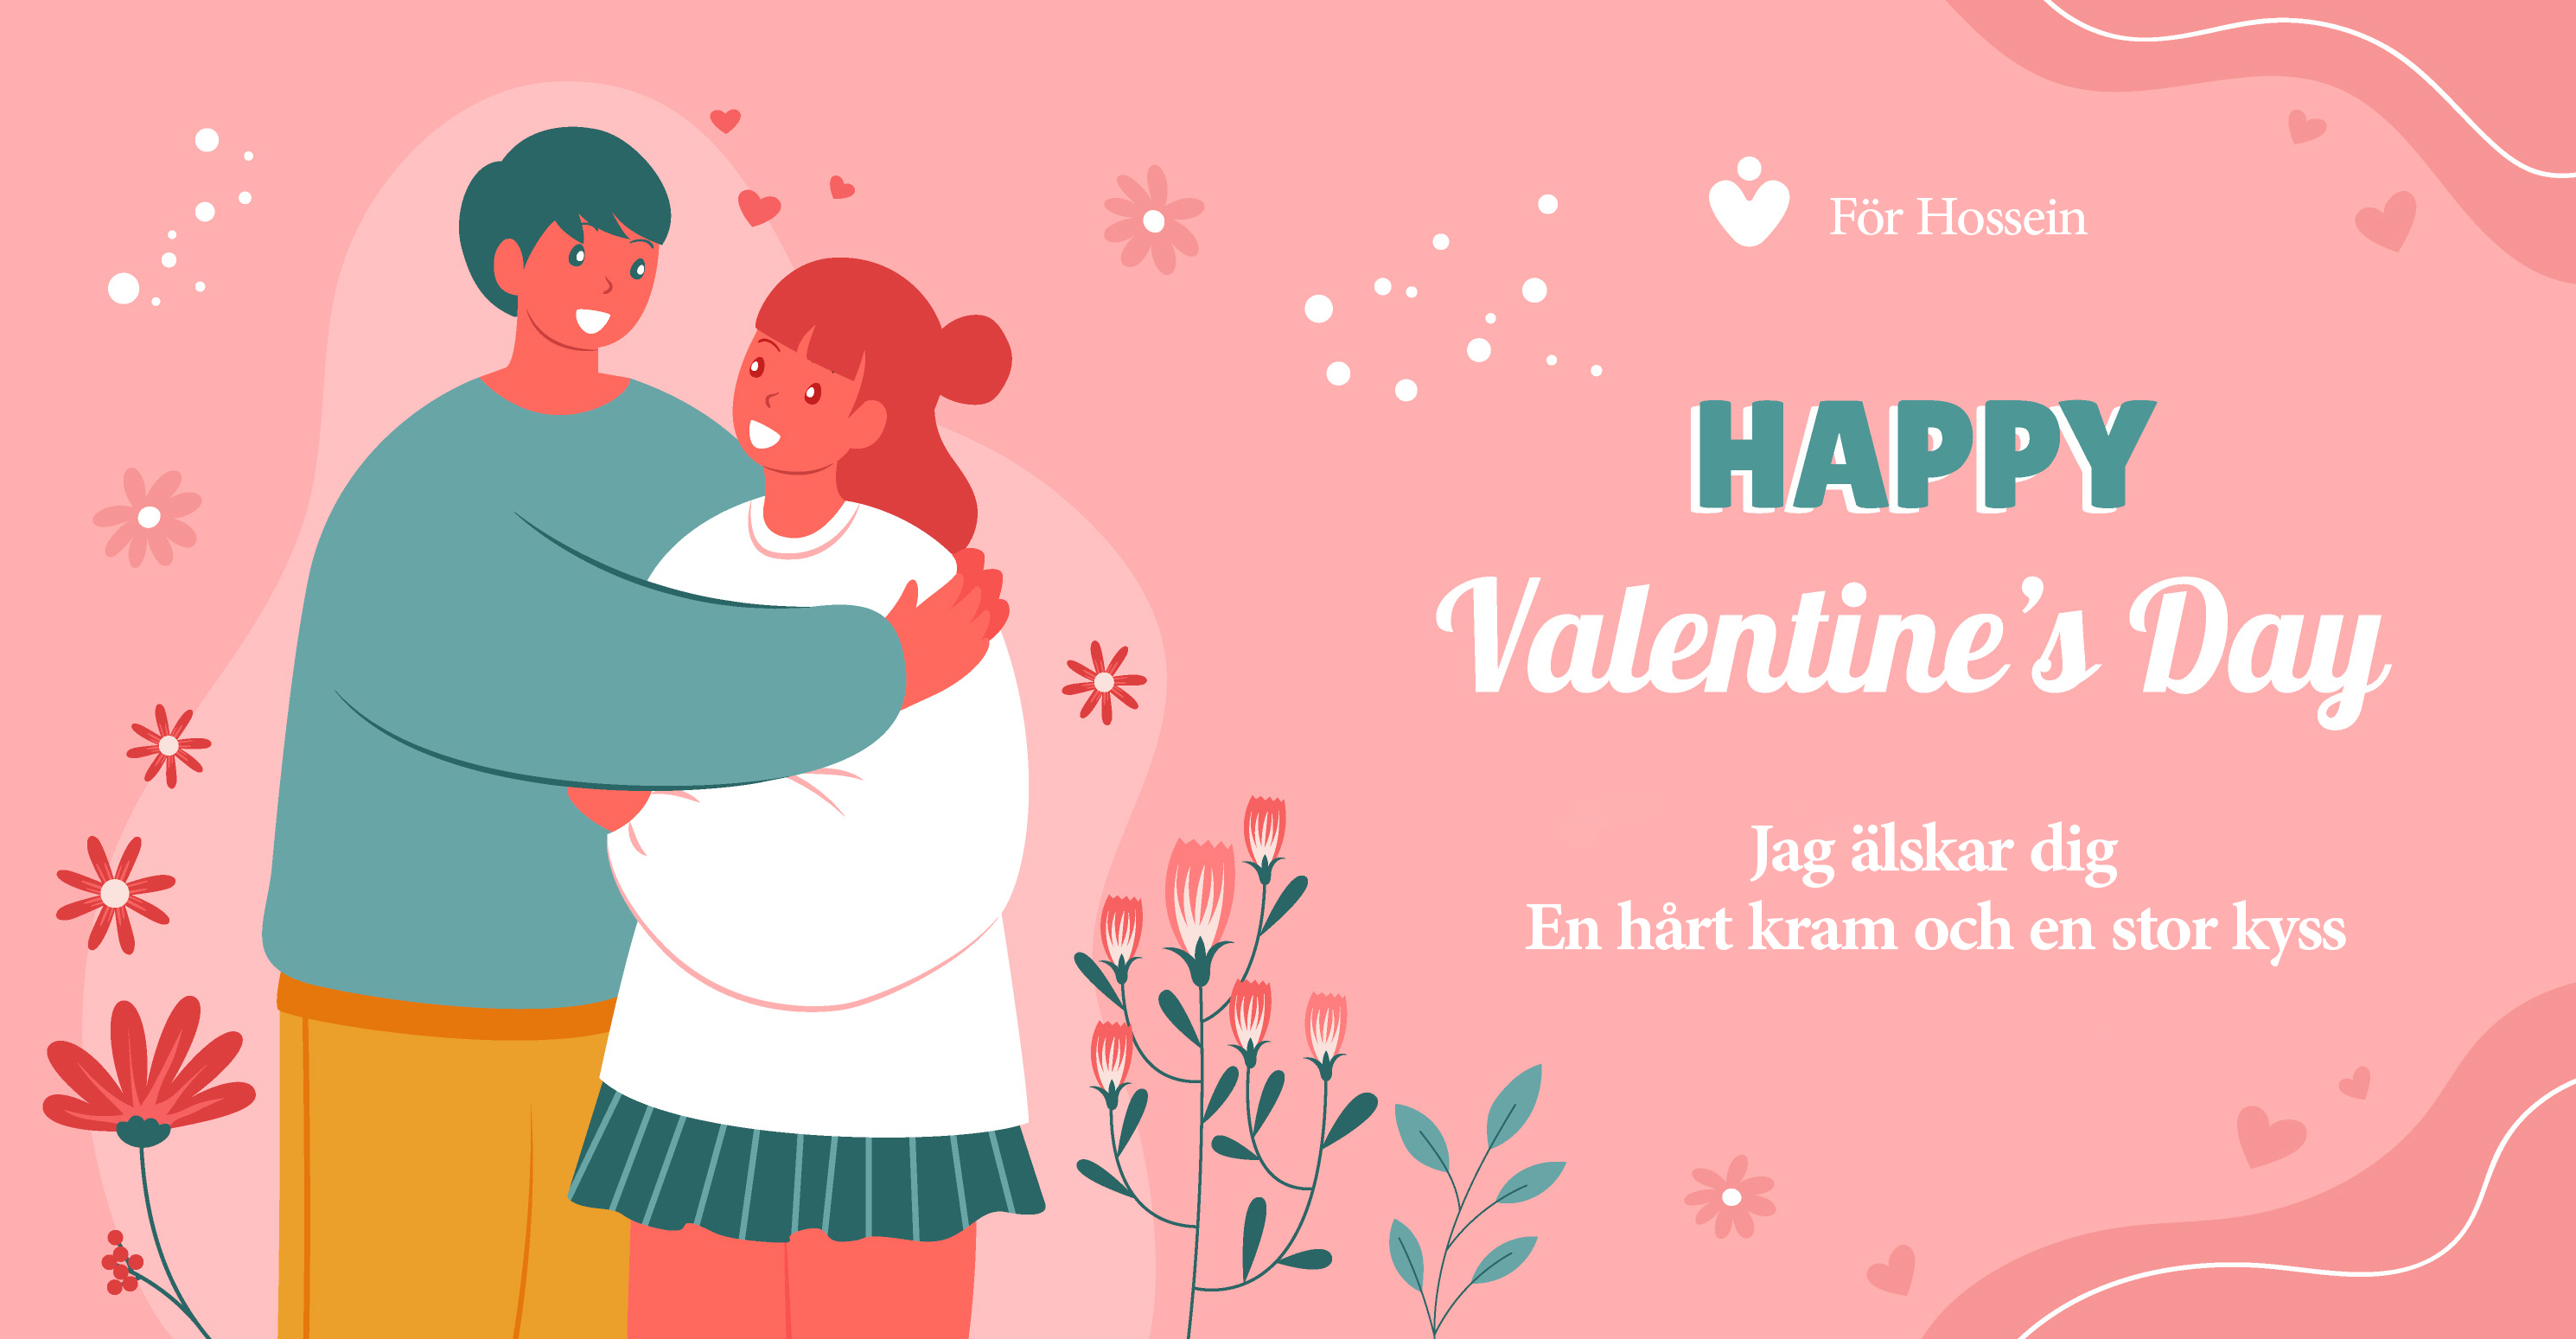 För Hossein
HAPPY
Valentine’s Day
Jag älskar dig
En hårt kram och en stor kyss